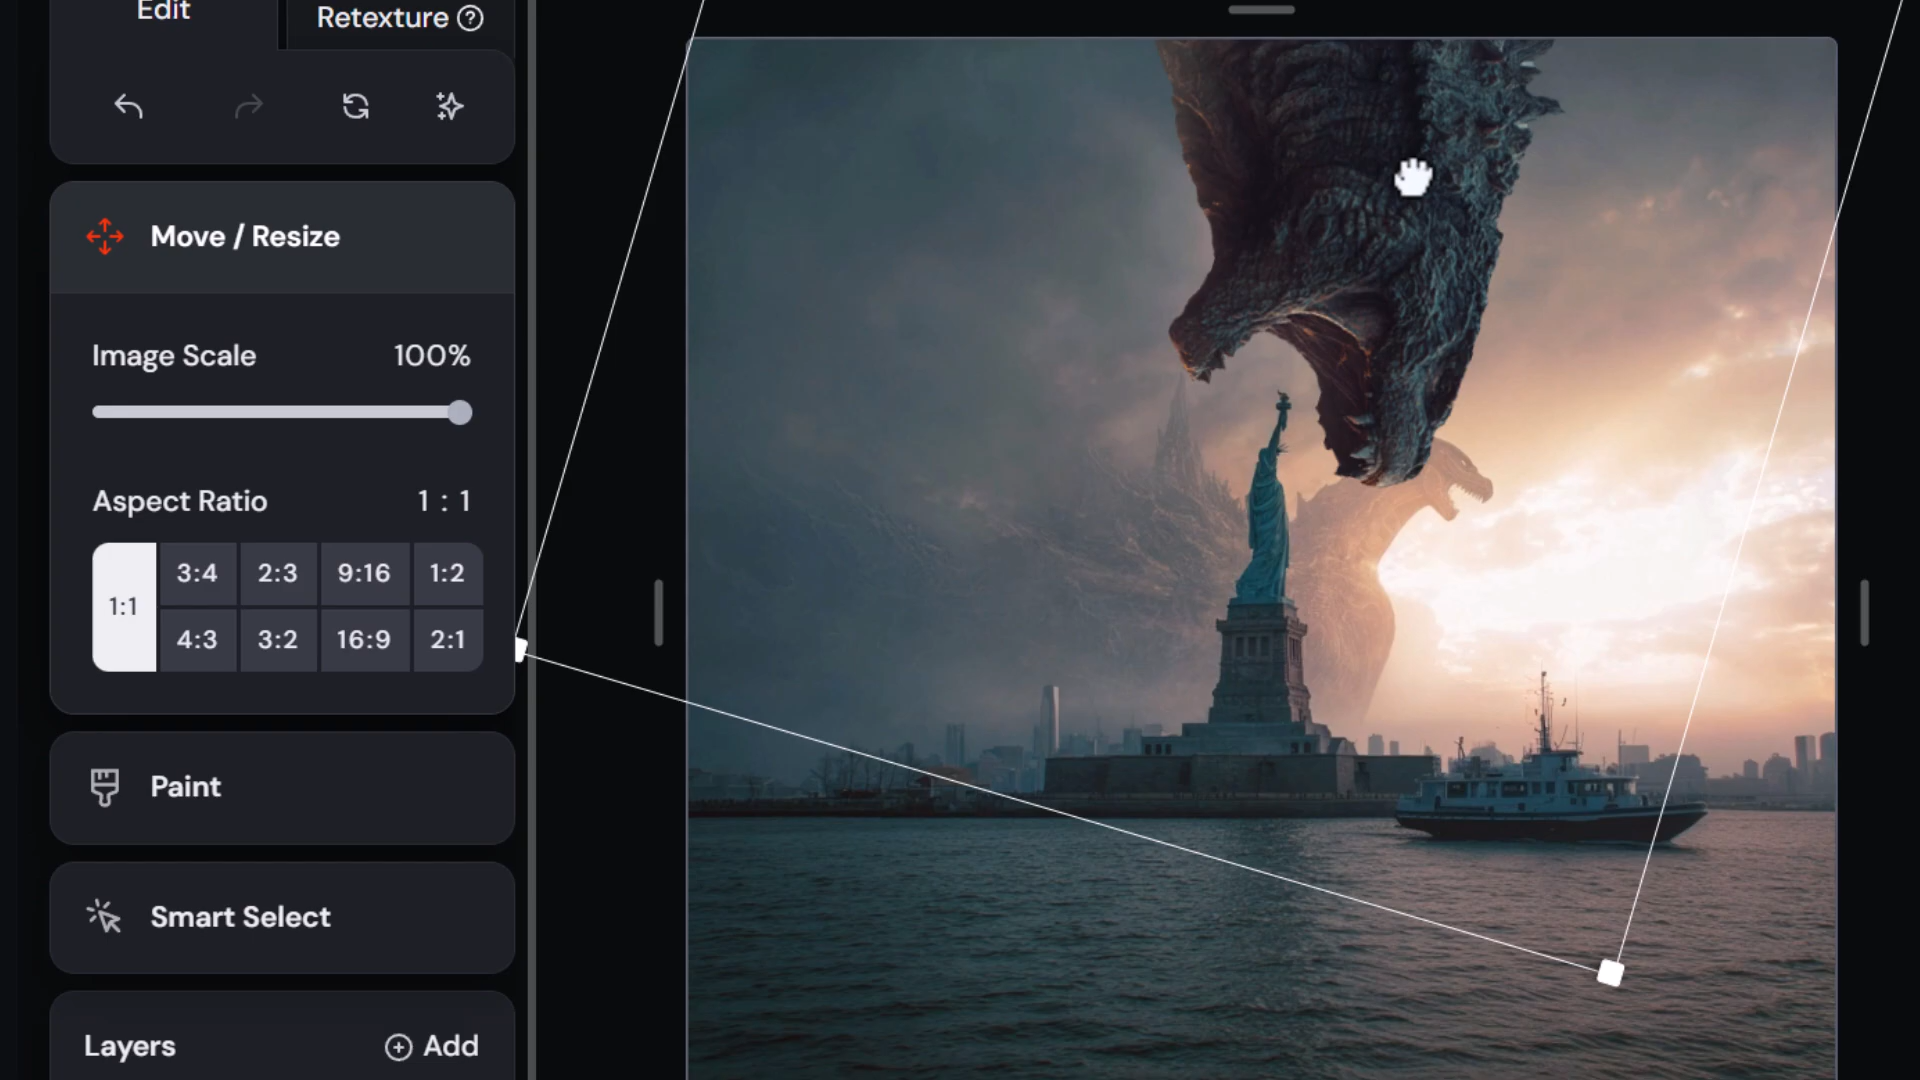 Edit
Retexture
Move / Resize
Image Scale 100%
Aspect Ratio 1 : 1
1:1 3:4 2:3 9:16 1:2
4:3 3:2 16:9 2:1
Paint
Smart Select
Layers Add